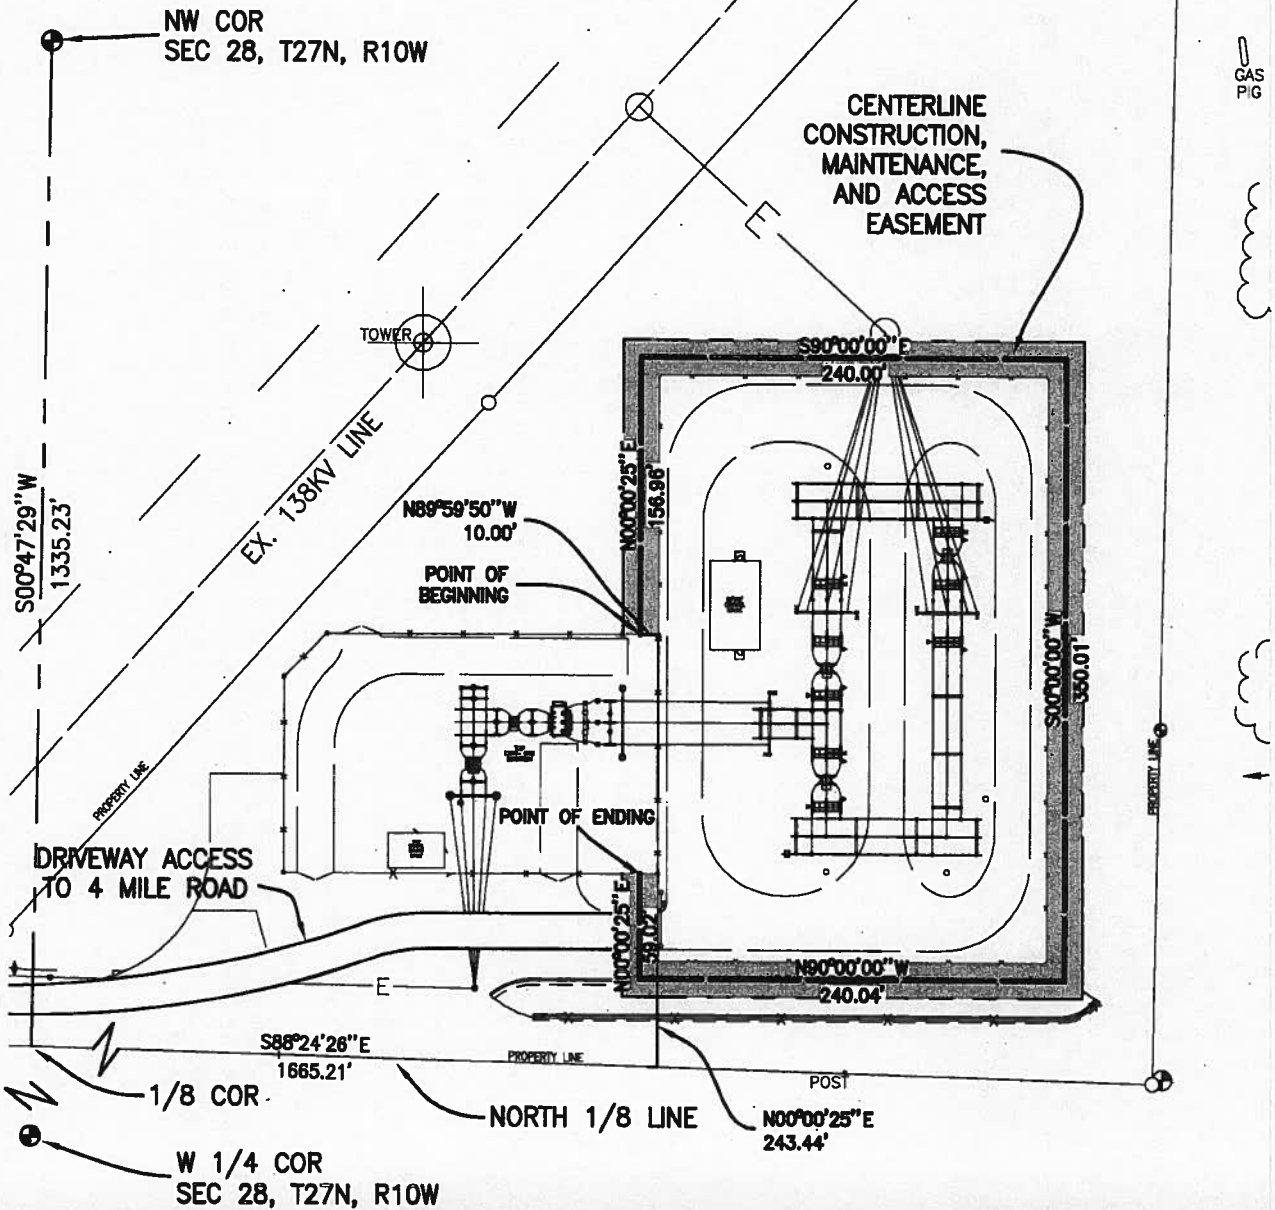 NW COR
SEC 28, T27N, R10W
GAS
PIG
CENTERLINE
CONSTRUCTION,
MAINTENANCE,
AND ACCESS
EASEMENT
E
TOWER
S90°00'00"E
240.00'
EX. 138KV LINE
N00°00'25"E
156.96'
N89°59'50"W
10.00'
POINT OF
BEGINNING
S00°47'29"W
1335.23'
S00°00'00"W
350.01'
PROPERTY LINE
PROPERTY LINE
POINT OF ENDING
DRIVEWAY ACCESS
TO 4 MILE ROAD
N00°00'25"E
59.02'
N90°00'00"W
240.04'
E
S88°24'26"E
1665.21'
PROPERTY LINE
POST
1/8 COR
NORTH 1/8 LINE
N00°00'25"E
243.44'
W 1/4 COR
SEC 28, T27N, R10W